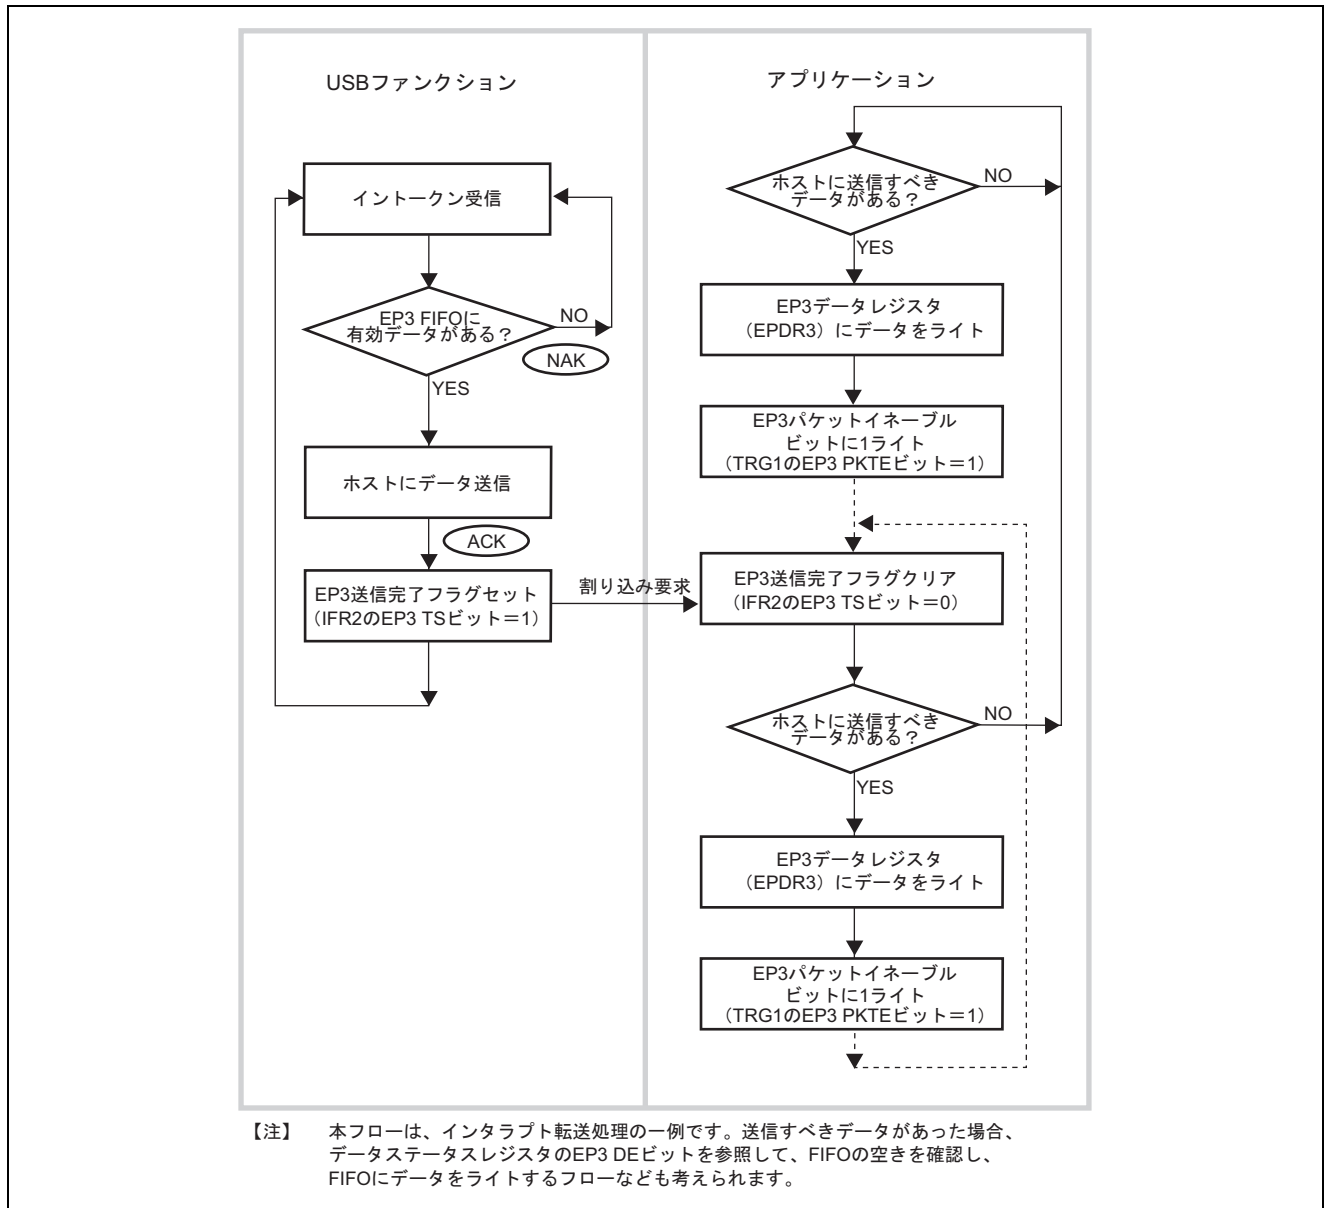 USBファンクション
イントークン受信
EP3 FIFOに
有効データがある?
NO
NAK
YES
ホストにデータ送信
ACK
EP3送信完了フラグセット
(IFR2のEP3 TSビット=1)
割り込み要求
アプリケーション
ホストに送信すべき
データがある?
NO
YES
EP3データレジスタ
(EPDR3)にデータをライト
EP3パケットイネーブル
ビットに1ライト
(TRG1のEP3 PKTEビット=1)
EP3送信完了フラグクリア
(IFR2のEP3 TSビット=0)
ホストに送信すべき
データがある?
NO
YES
EP3データレジスタ
(EPDR3)にデータをライト
EP3パケットイネーブル
ビットに1ライト
(TRG1のEP3 PKTEビット=1)
【注】 本フローは、インタラプト転送処理の一例です。送信すべきデータがあった場合、
データステータスレジスタのEP3 DEビットを参照して、FIFOの空きを確認し、
FIFOにデータをライトするフローなども考えられます。